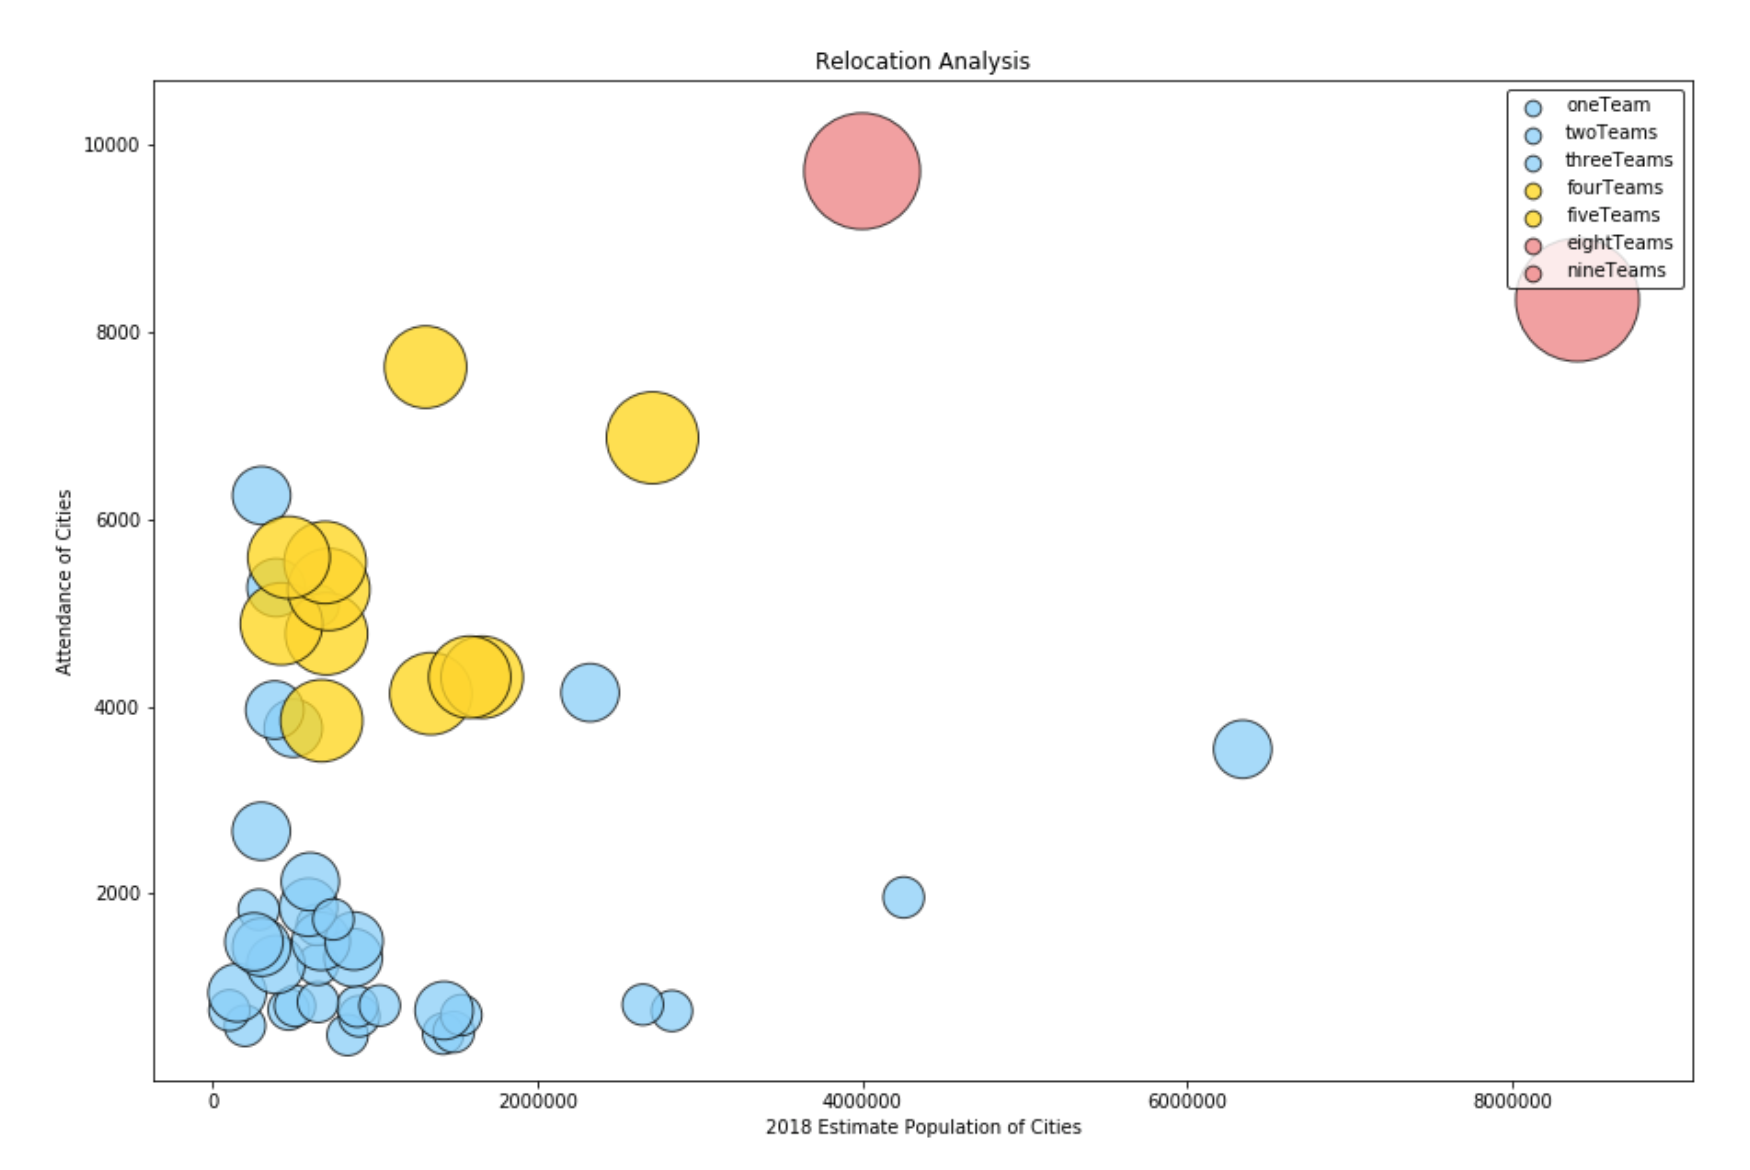 Relocation Analysis
oneTeam
twoTeams
threeTeams
fourTeams
fiveTeams
eightTeams
nineTeams
10000
8000
6000
4000
2000
Attendance of Cities
0 2000000 4000000 6000000 8000000
2018 Estimate Population of Cities